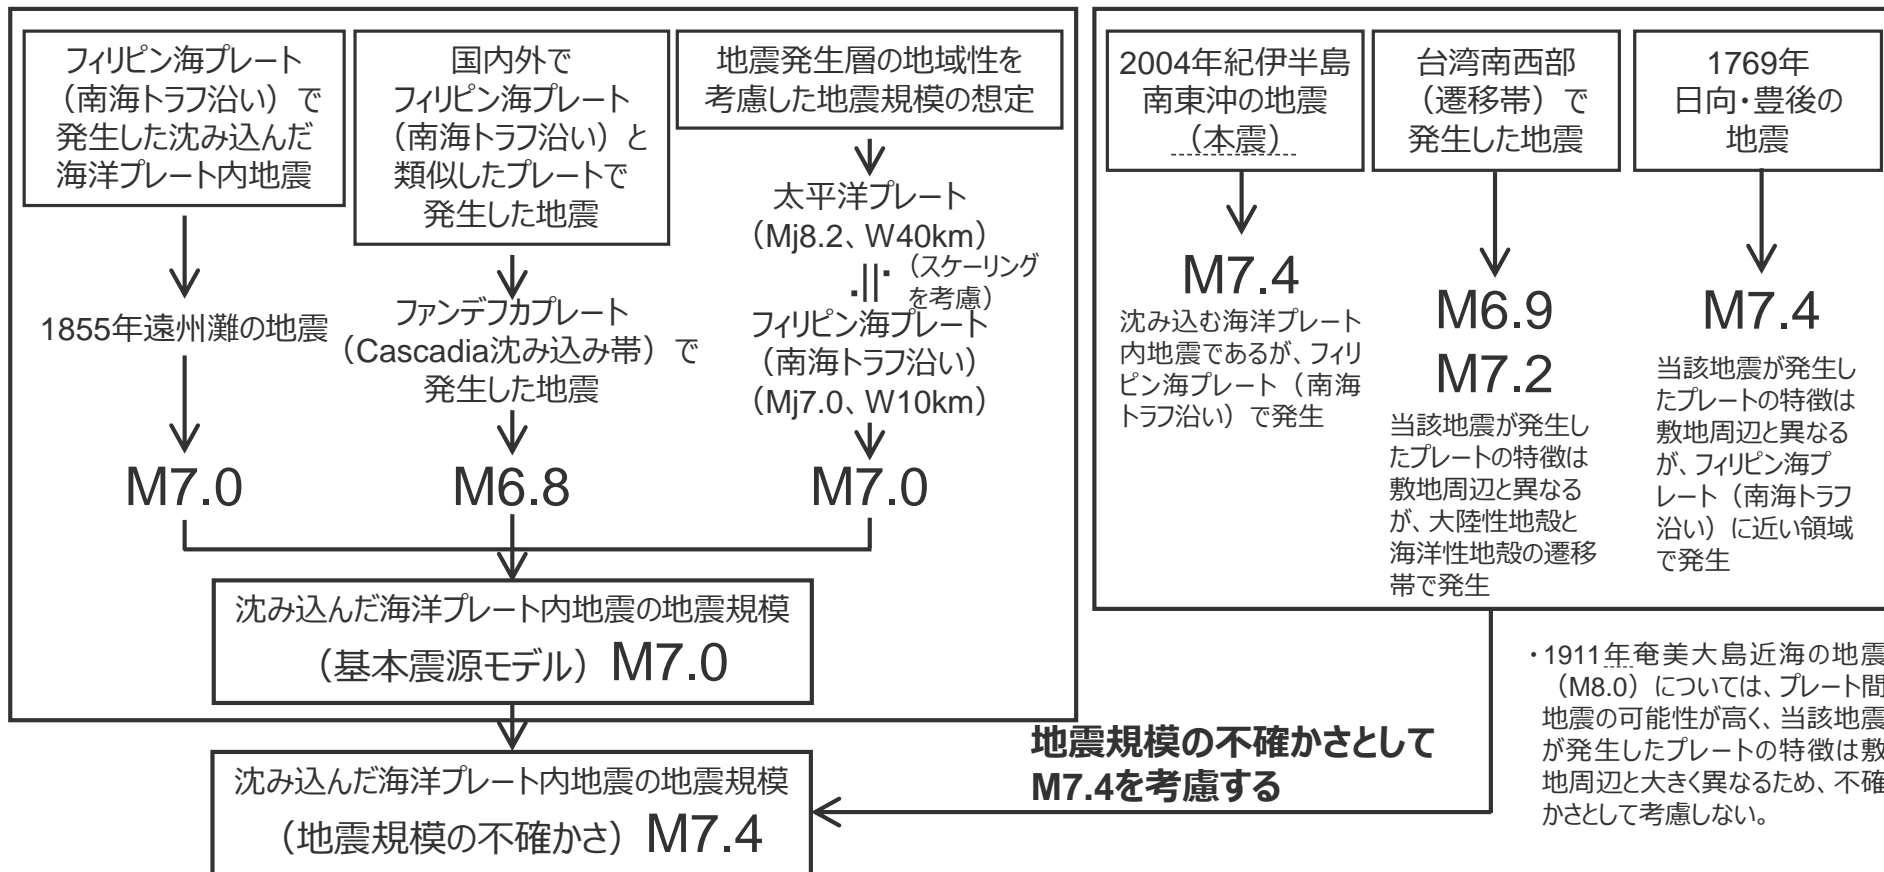 フィリピン海プレート
（南海トラフ沿い）で
発生した沈み込んだ
海洋プレート内地震
1855年遠州灘の地震
M7.0
国内外で
フィリピン海プレート
（南海トラフ沿い）と
類似したプレートで
発生した地震
ファンデフカプレート
（Cascadia沈み込み帯）で
発生した地震
M6.8
地震発生層の地域性を
考慮した地震規模の想定
太平洋プレート
（Mj8.2、W40km）
（スケーリング
を考慮）
フィリピン海プレート
（南海トラフ沿い）
（Mj7.0、W10km）
M7.0
沈み込んだ海洋プレート内地震の地震規模
（基本震源モデル）M7.0
沈み込んだ海洋プレート内地震の地震規模
（地震規模の不確かさ）M7.4
2004年紀伊半島
南東沖の地震
（本震）
M7.4
沈み込む海洋プレート
内地震であるが、フィリ
ピン海プレート（南海
トラフ沿い）で発生
台湾南西部
（遷移帯）で
発生した地震
M6.9
M7.2
当該地震が発生し
たプレートの特徴は
敷地周辺と異なる
が、大陸性地殻と
海洋性地殻の遷移
帯で発生
1769年
日向・豊後の
地震
M7.4
当該地震が発生し
たプレートの特徴は
敷地周辺と異なる
が、フィリピン海プ
レート（南海トラフ
沿い）に近い領域
で発生
地震規模の不確かさとして
M7.4を考慮する
・1911年奄美大島近海の地震
（M8.0）については、プレート間
地震の可能性が高く、当該地震
が発生したプレートの特徴は敷
地周辺と大きく異なるため、不確
かさとして考慮しない。